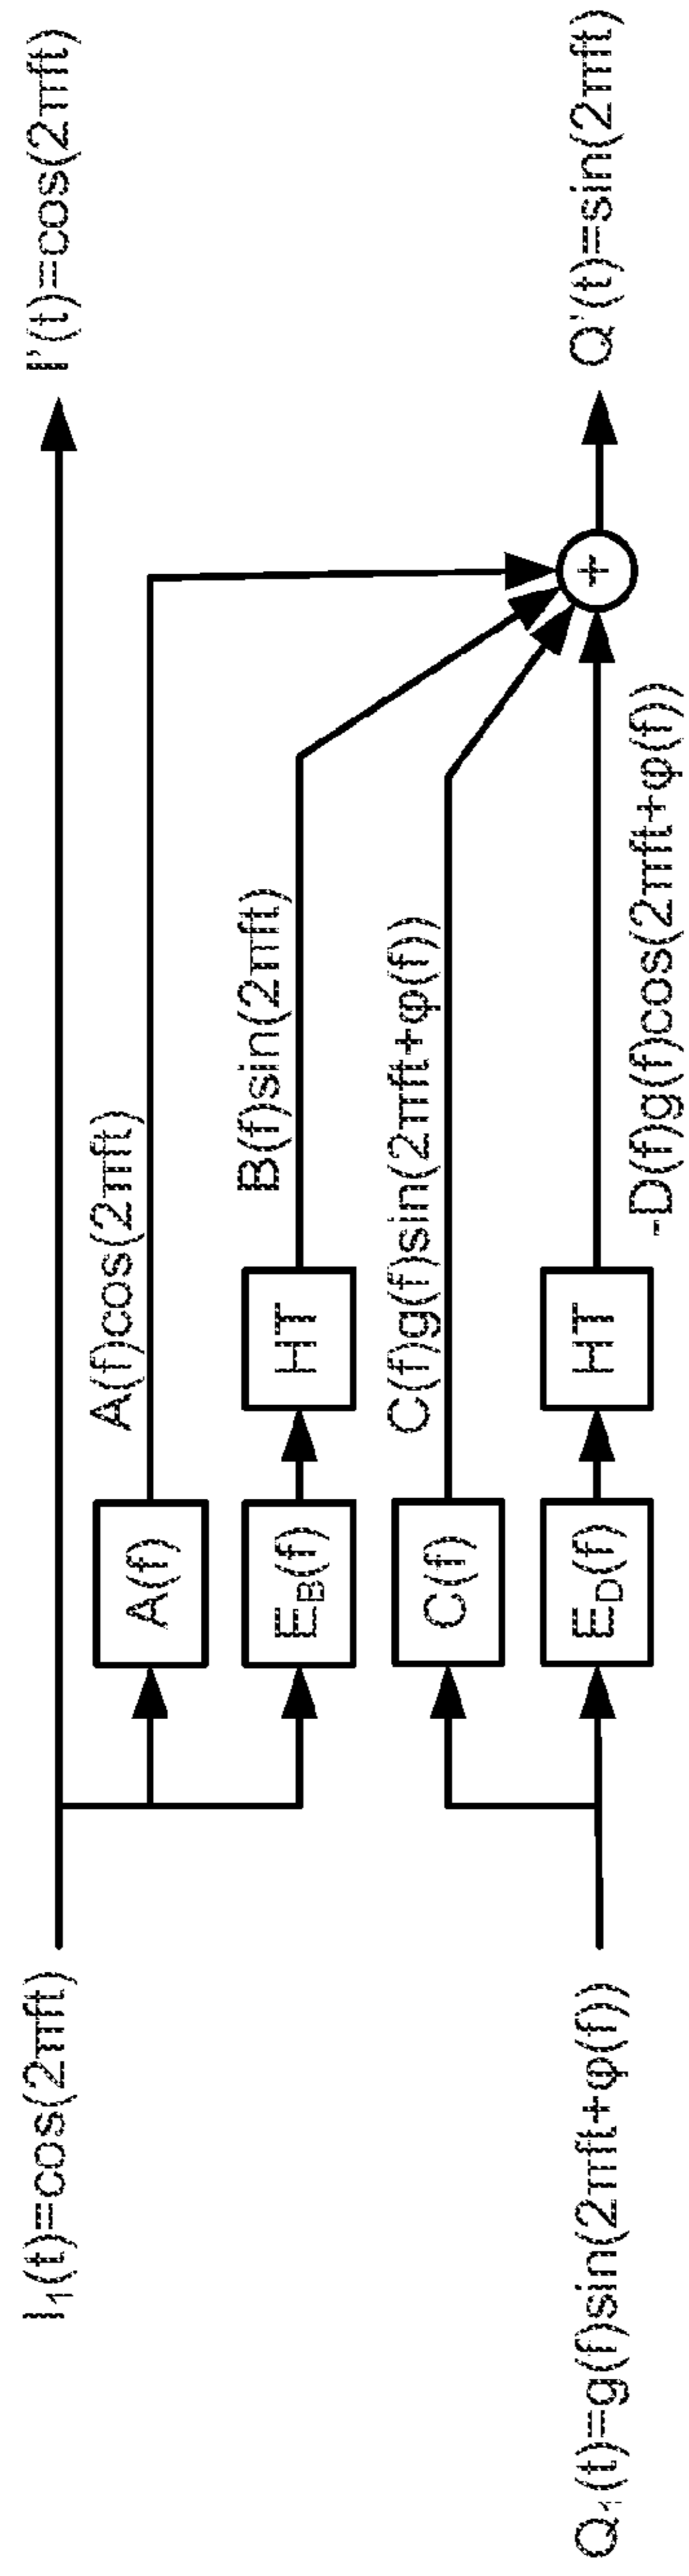 I₁(t)=cos(2πft)
I'(t)=cos(2πft)
A(f)
A(f)cos(2πft)
E_B(f)
HT
B(f)sin(2πft)
C(f)
C(f)g(f)sin(2πft+φ(f))
+
Q₁(t)=g(f)sin(2πft+φ(f))
E_D(f)
HT
-D(f)g(f)cos(2πft+φ(f))
Q'(t)=sin(2πft)